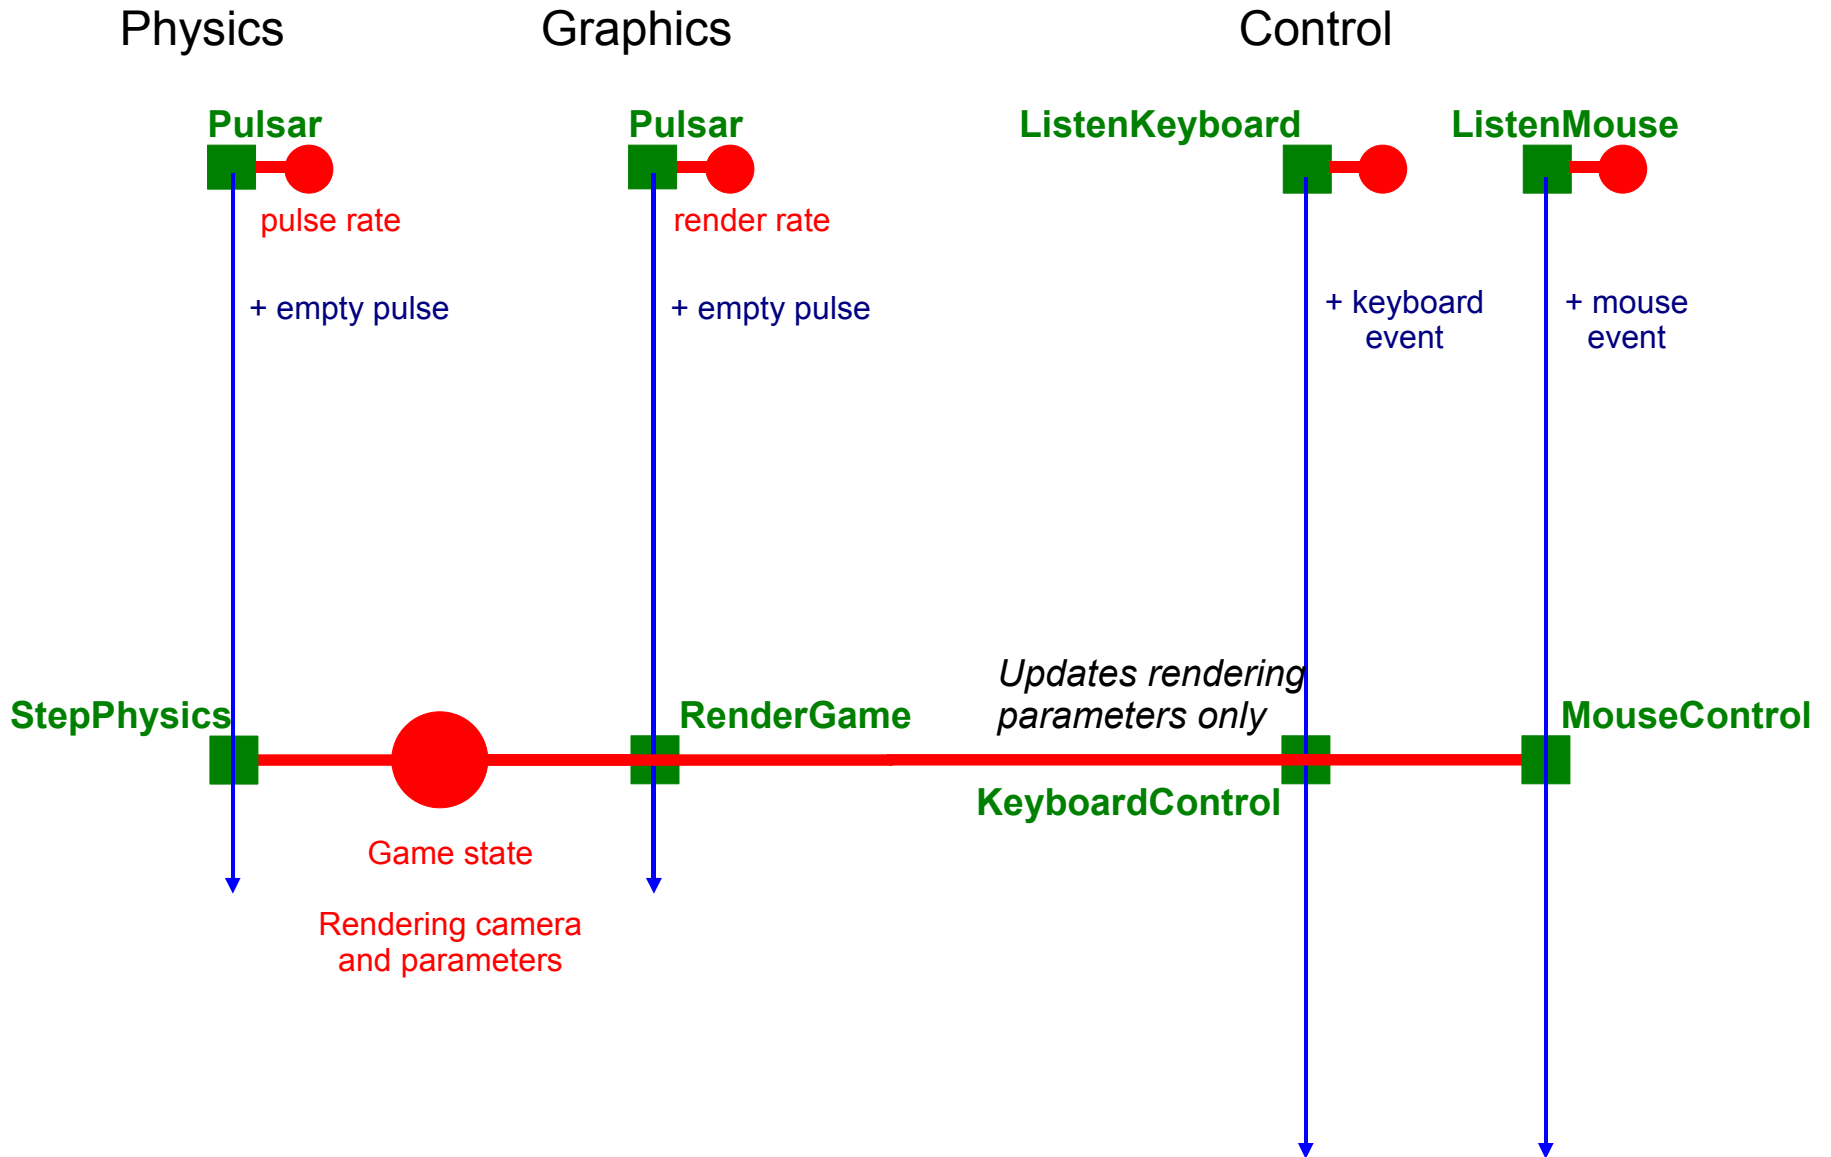 Physics
Graphics
Control
Pulsar
Pulsar
ListenKeyboard
ListenMouse
pulse rate
render rate
+ empty pulse
+ empty pulse
+ keyboard
event
+ mouse
event
Updates rendering
parameters only
StepPhysics
RenderGame
MouseControl
KeyboardControl
Game state
Rendering camera
and parameters